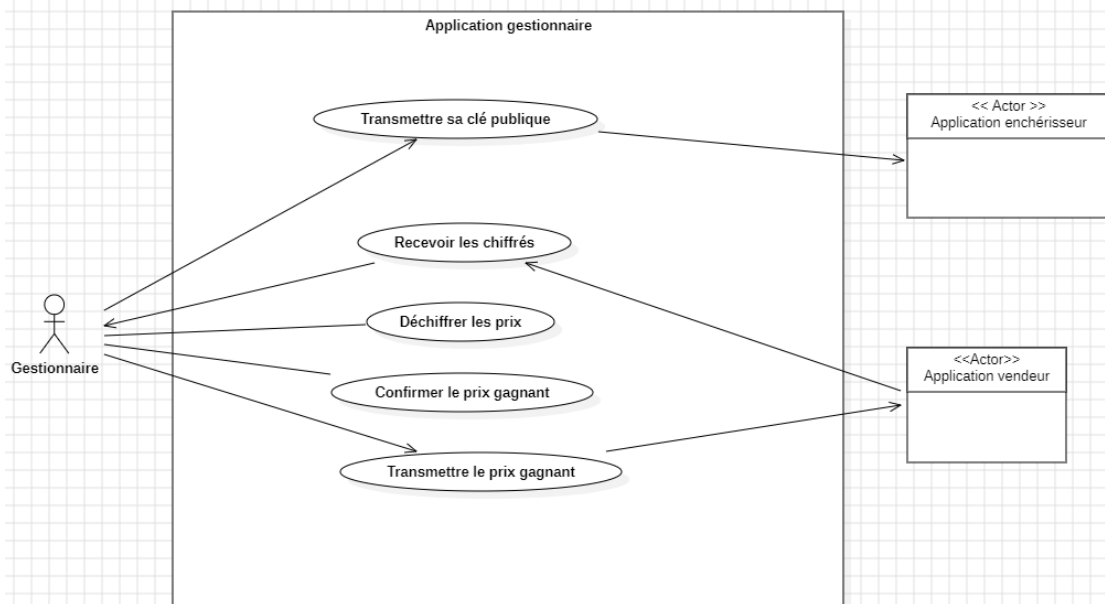 Application gestionnaire
Transmettre sa clé publique
<< Actor >>
Application enchérisseur
Recevoir les chiffrés
Déchiffrer les prix
Gestionnaire
Confirmer le prix gagnant
<<Actor>>
Application vendeur
Transmettre le prix gagnant